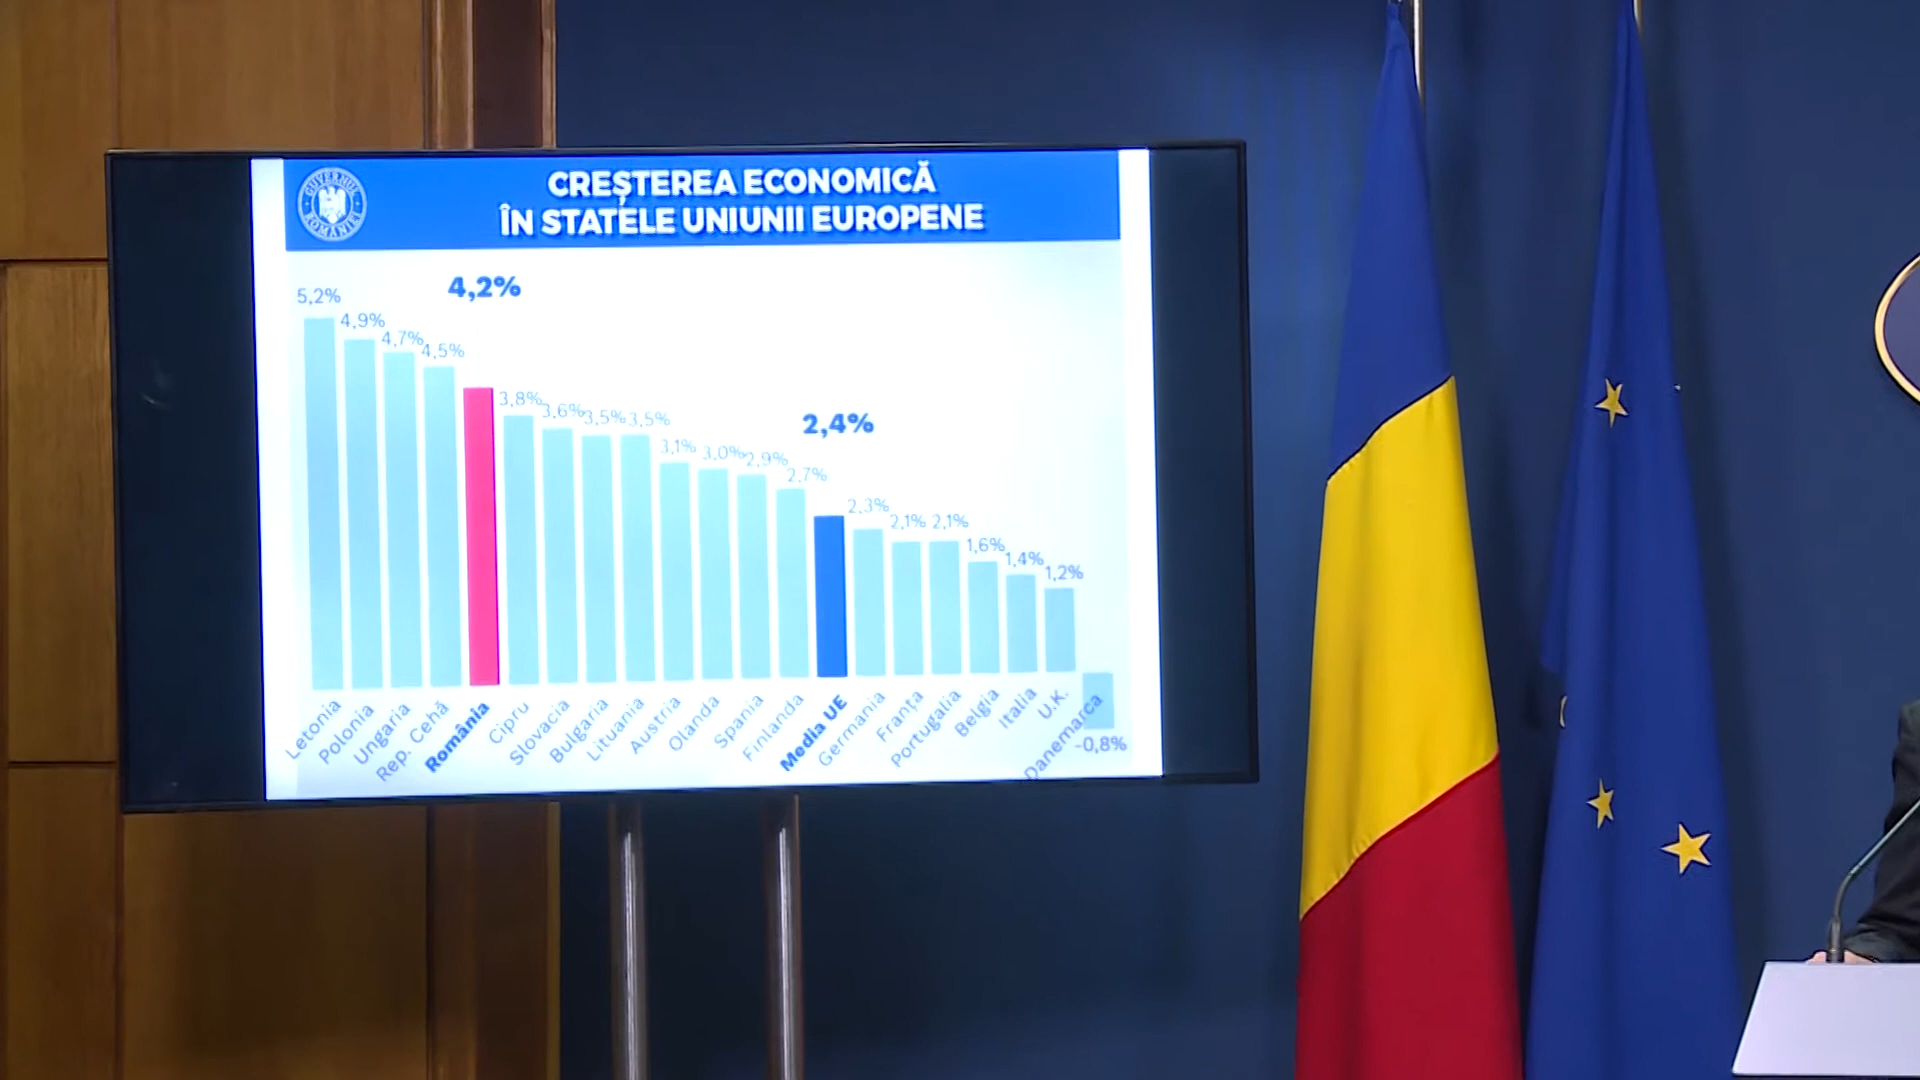 GUVERNUL ROMÂNIEI
CREȘTEREA ECONOMICĂ
ÎN STATELE UNIUNII EUROPENE
5,2%
4,9%
4,7%
4,5%
4,2%
3,8%
3,6%
3,5%
3,5%
3,1%
3,0%
2,9%
2,7%
2,4%
2,3%
2,1%
2,1%
1,6%
1,4%
1,2%
-0,8%
Letonia
Polonia
Ungaria
Rep. Cehă
România
Cipru
Slovacia
Bulgaria
Lituania
Austria
Olanda
Spania
Finlanda
Media UE
Germania
Franța
Portugalia
Belgia
Italia
U.K.
Danemarca